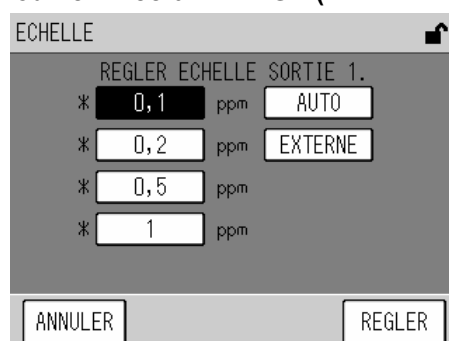 ECHELLE
REGLER ECHELLE SORTIE 1.
* 0,1 ppm AUTO
* 0,2 ppm EXTERNE
* 0,5 ppm
* 1 ppm
ANNULER REGLER